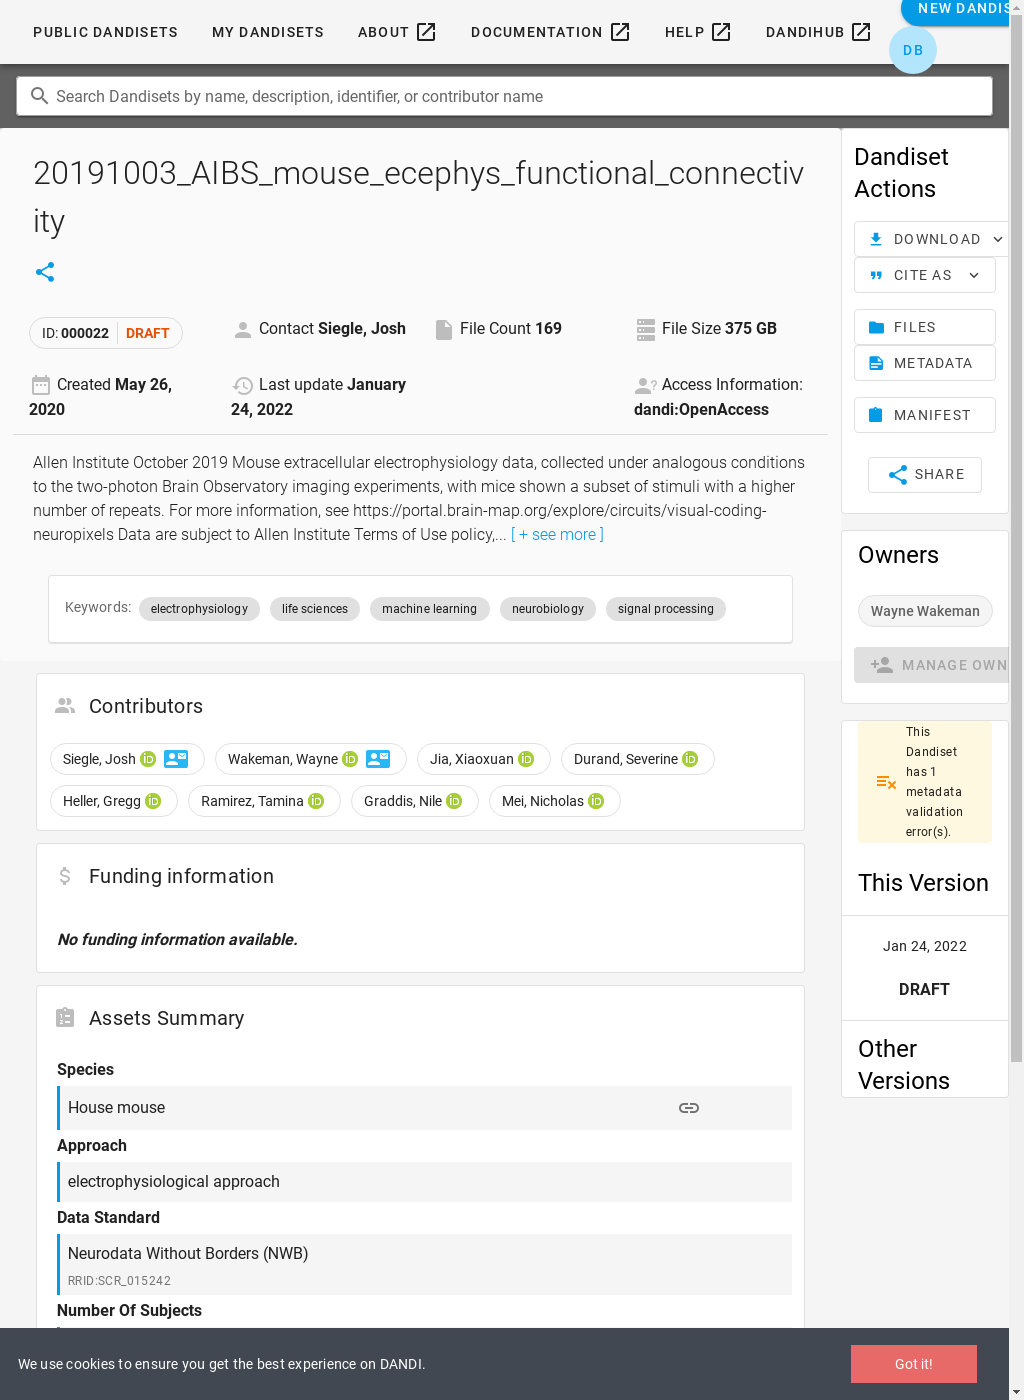 PUBLIC DANDISETS MY DANDISETS ABOUT DOCUMENTATION HELP DANDIHUB NEW DANDIS
DB
Search Dandisets by name, description, identifier, or contributor name
20191003_AIBS_mouse_ecephys_functional_connectiv
ity
ID: 000022 DRAFT
Contact Siegle, Josh
File Count 169
File Size 375 GB
Created May 26,
2020
Last update January
24, 2022
Access Information:
dandi:OpenAccess
Allen Institute October 2019 Mouse extracellular electrophysiology data, collected under analogous conditions
to the two-photon Brain Observatory imaging experiments, with mice shown a subset of stimuli with a higher
number of repeats. For more information, see https://portal.brain-map.org/explore/circuits/visual-coding-
neuropixels Data are subject to Allen Institute Terms of Use policy,... [ + see more ]
Keywords: electrophysiology life sciences machine learning neurobiology signal processing
Contributors
Siegle, Josh iD Wakeman, Wayne iD Jia, Xiaoxuan iD Durand, Severine iD
Heller, Gregg iD Ramirez, Tamina iD Graddis, Nile iD Mei, Nicholas iD
Funding information
No funding information available.
Assets Summary
Species
House mouse
Approach
electrophysiological approach
Data Standard
Neurodata Without Borders (NWB)
RRID:SCR_015242
Number Of Subjects
Dandiset
Actions
DOWNLOAD
CITE AS
FILES
METADATA
MANIFEST
SHARE
Owners
Wayne Wakeman
MANAGE OWN
This
Dandiset
has 1
metadata
validation
error(s).
This Version
Jan 24, 2022
DRAFT
Other
Versions
We use cookies to ensure you get the best experience on DANDI.
Got it!